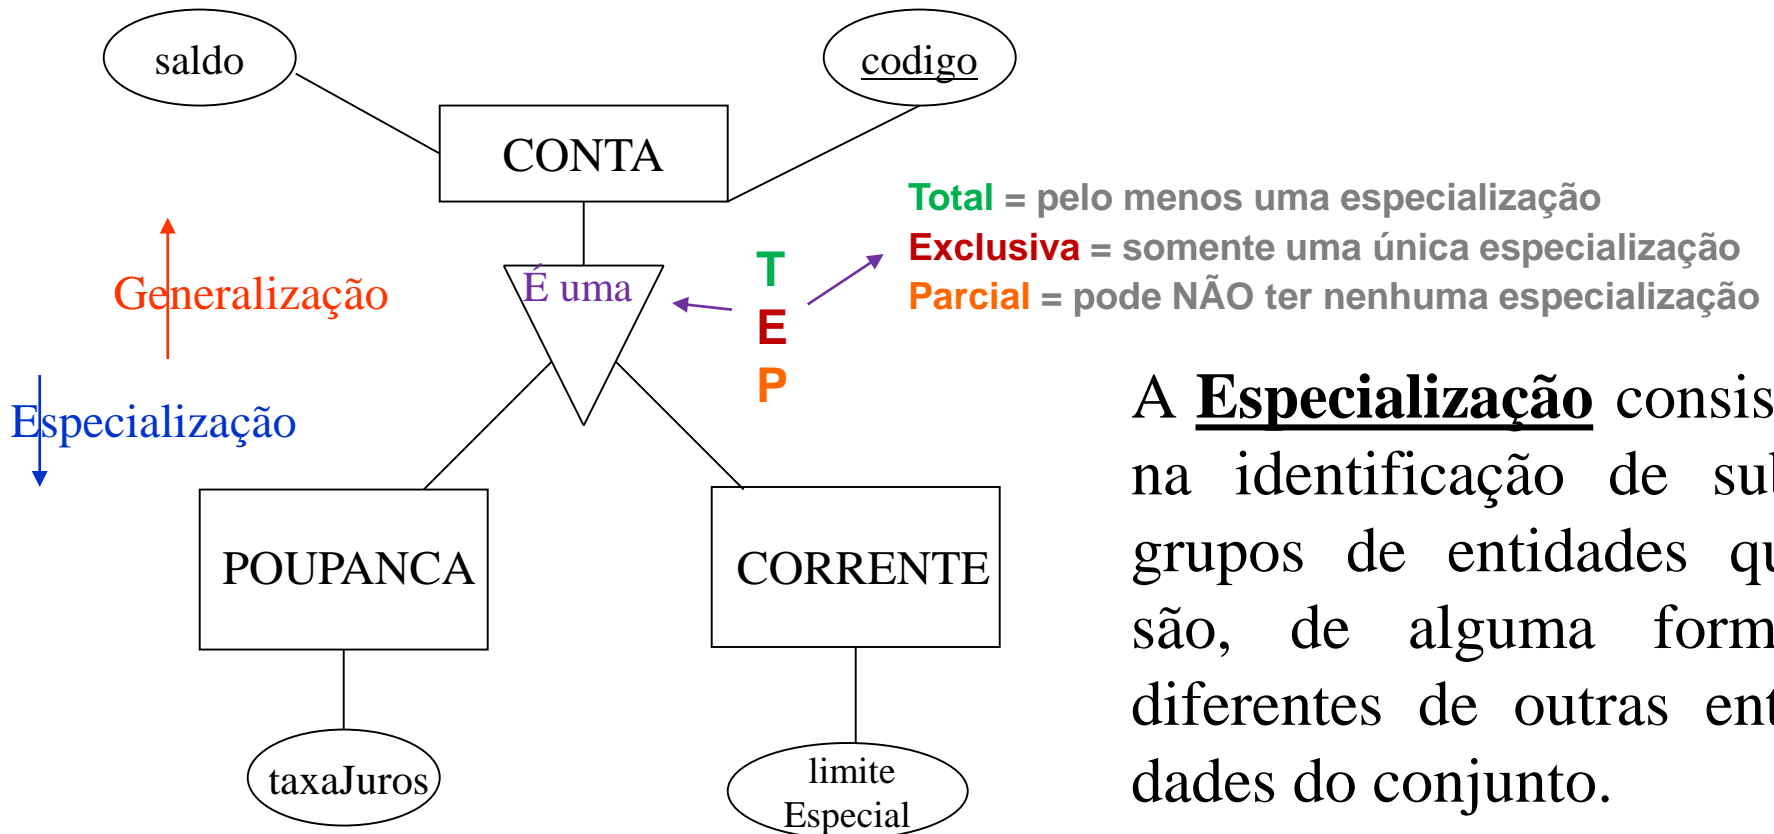 saldo
codigo
CONTA
Total = pelo menos uma especialização
Exclusiva = somente uma única especialização
Parcial = pode NÃO ter nenhuma especialização
T
E
P
É uma
Generalização
Especialização
A Especialização consis
na identificação de sub
grupos de entidades qu
são, de alguma form
diferentes de outras ent
dades do conjunto.
POUPANCA
CORRENTE
taxaJuros
limite
Especial